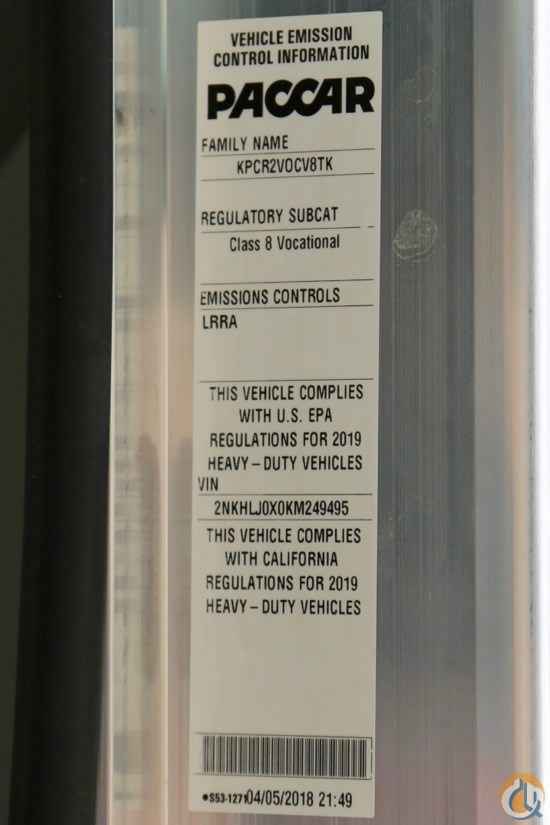 VEHICLE EMISSION
CONTROL INFORMATION
PACCAR
FAMILY NAME
KPCR2VOCV8TK
REGULATORY SUBCAT
Class 8 Vocational
EMISSIONS CONTROLS
LRRA
THIS VEHICLE COMPLIES
WITH U.S. EPA
REGULATIONS FOR 2019
HEAVY-DUTY VEHICLES
VIN
2NKHLJ0X0KM249495
THIS VEHICLE COMPLIES
WITH CALIFORNIA
REGULATIONS FOR 2019
HEAVY-DUTY VEHICLES
•S53-1271 04/05/2018 21:49